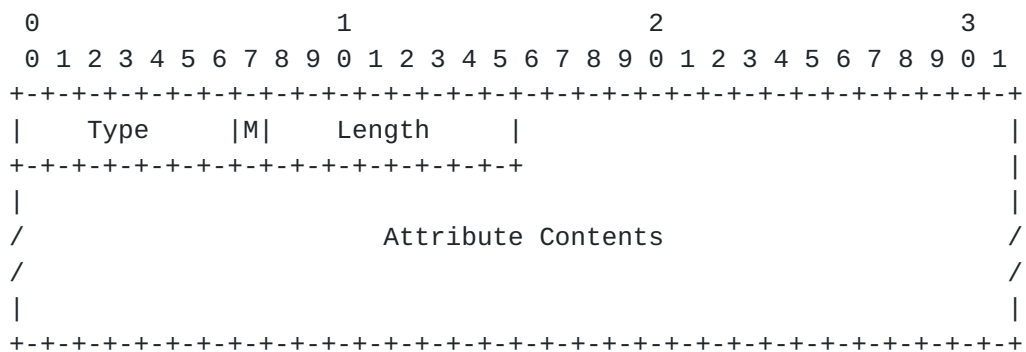 0                   1                   2                   3
 0 1 2 3 4 5 6 7 8 9 0 1 2 3 4 5 6 7 8 9 0 1 2 3 4 5 6 7 8 9 0 1
+-+-+-+-+-+-+-+-+-+-+-+-+-+-+-+-+-+-+-+-+-+-+-+-+-+-+-+-+-+-+-+-+
|    Type     |M|    Length     |                               |
+-+-+-+-+-+-+-+-+-+-+-+-+-+-+-+-+                               |
|                                                               |
/                       Attribute Contents                      /
/                                                               /
|                                                               |
+-+-+-+-+-+-+-+-+-+-+-+-+-+-+-+-+-+-+-+-+-+-+-+-+-+-+-+-+-+-+-+-+